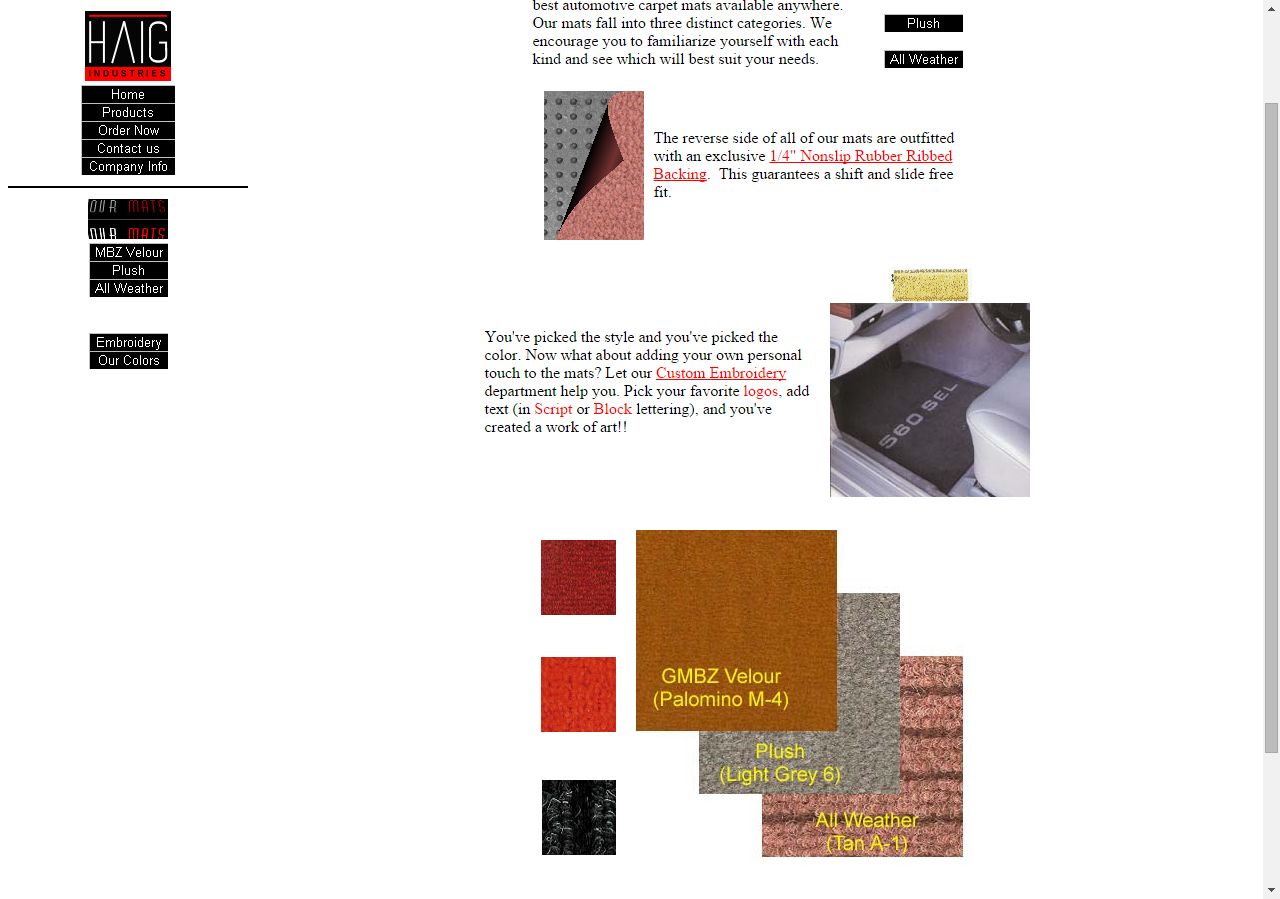 HAIG
INDUSTRIES
Home
Products
Order Now
Contact us
Company Info
OUR MATS
OUR MATS
MBZ Velour
Plush
All Weather
Embroidery
Our Colors
best automotive carpet mats available anywhere.
Our mats fall into three distinct categories. We
encourage you to familiarize yourself with each
kind and see which will best suit your needs.
Plush
All Weather
The reverse side of all of our mats are outfitted
with an exclusive 1/4" Nonslip Rubber Ribbed
Backing.  This guarantees a shift and slide free
fit.
You've picked the style and you've picked the
color. Now what about adding your own personal
touch to the mats? Let our Custom Embroidery
department help you. Pick your favorite logos, add
text (in Script or Block lettering), and you've
created a work of art!!
560 SEL
GMBZ Velour
(Palomino M-4)
Plush
(Light Grey 6)
All Weather
(Tan A-1)